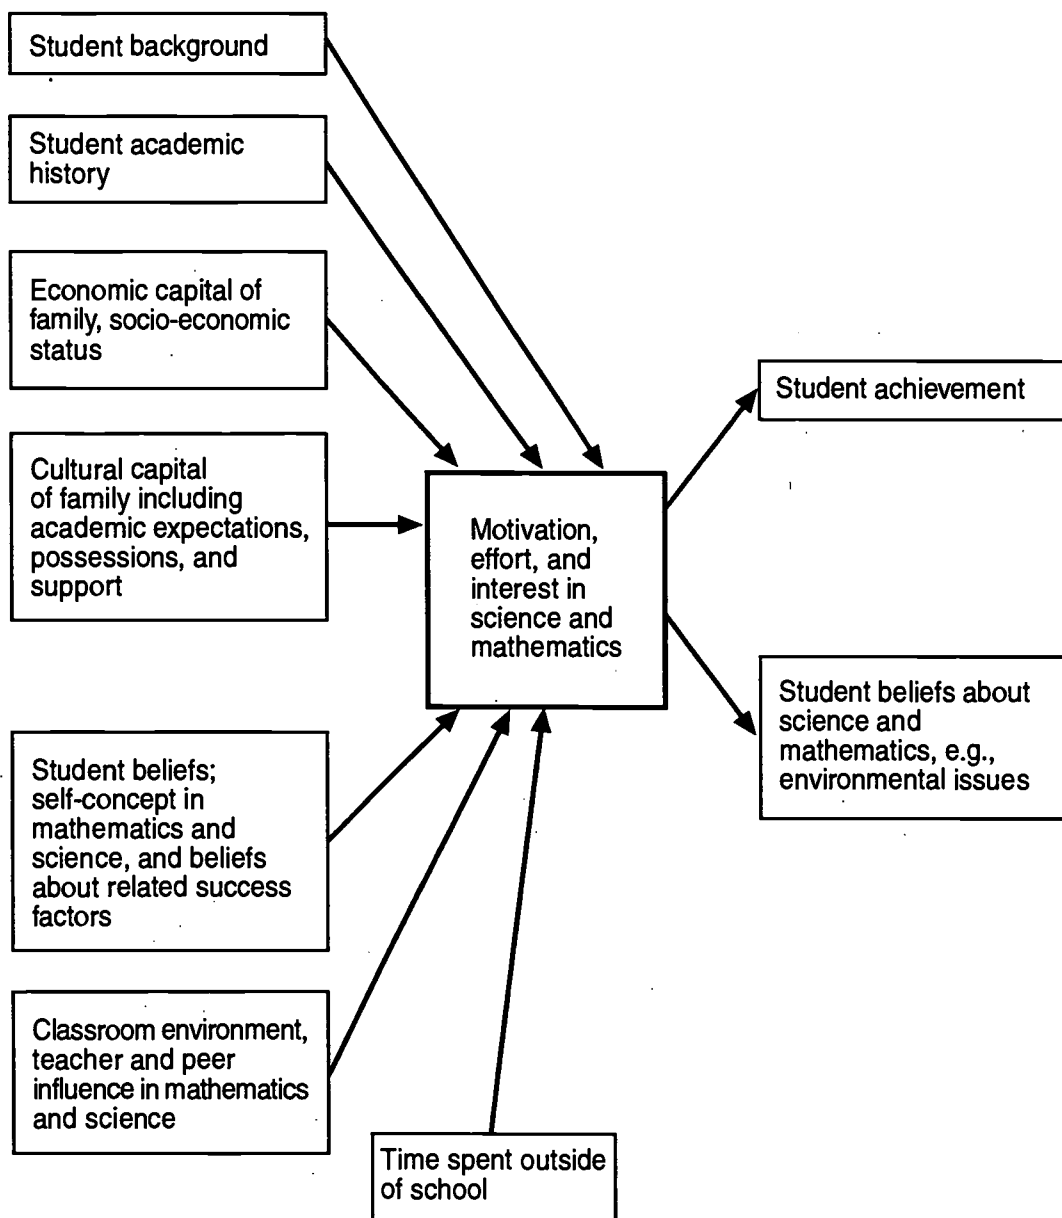 Student background
Student academic
history
Economic capital of
family, socio-economic
status
Cultural capital
of family including
academic expectations,
possessions, and
support
Student beliefs;
self-concept in
mathematics and
science, and beliefs
about related success
factors
Classroom environment,
teacher and peer
influence in mathematics
and science
Time spent outside
of school
Motivation,
effort, and
interest in
science and
mathematics
Student achievement
Student beliefs about
science and
mathematics, e.g.,
environmental issues